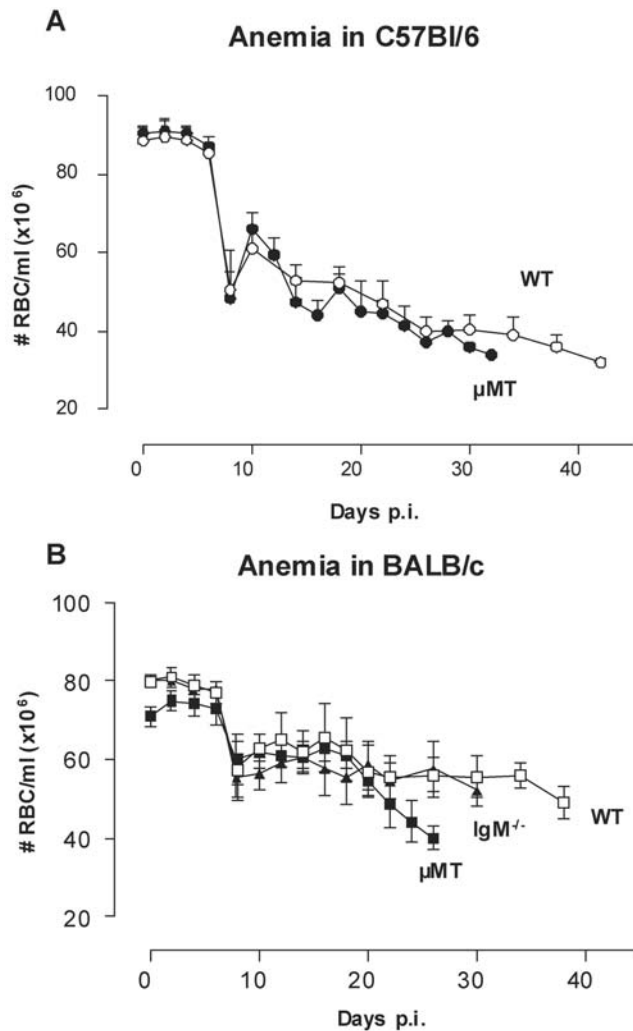 A
Anemia in C57Bl/6
# RBC/ml (x10⁶)
100
80
60
40
20
WT
µMT
0
10
20
30
40
Days p.i.
B
Anemia in BALB/c
# RBC/ml (x10⁶)
100
80
60
40
20
WT
IgM⁻/⁻
µMT
0
10
20
30
40
Days p.i.